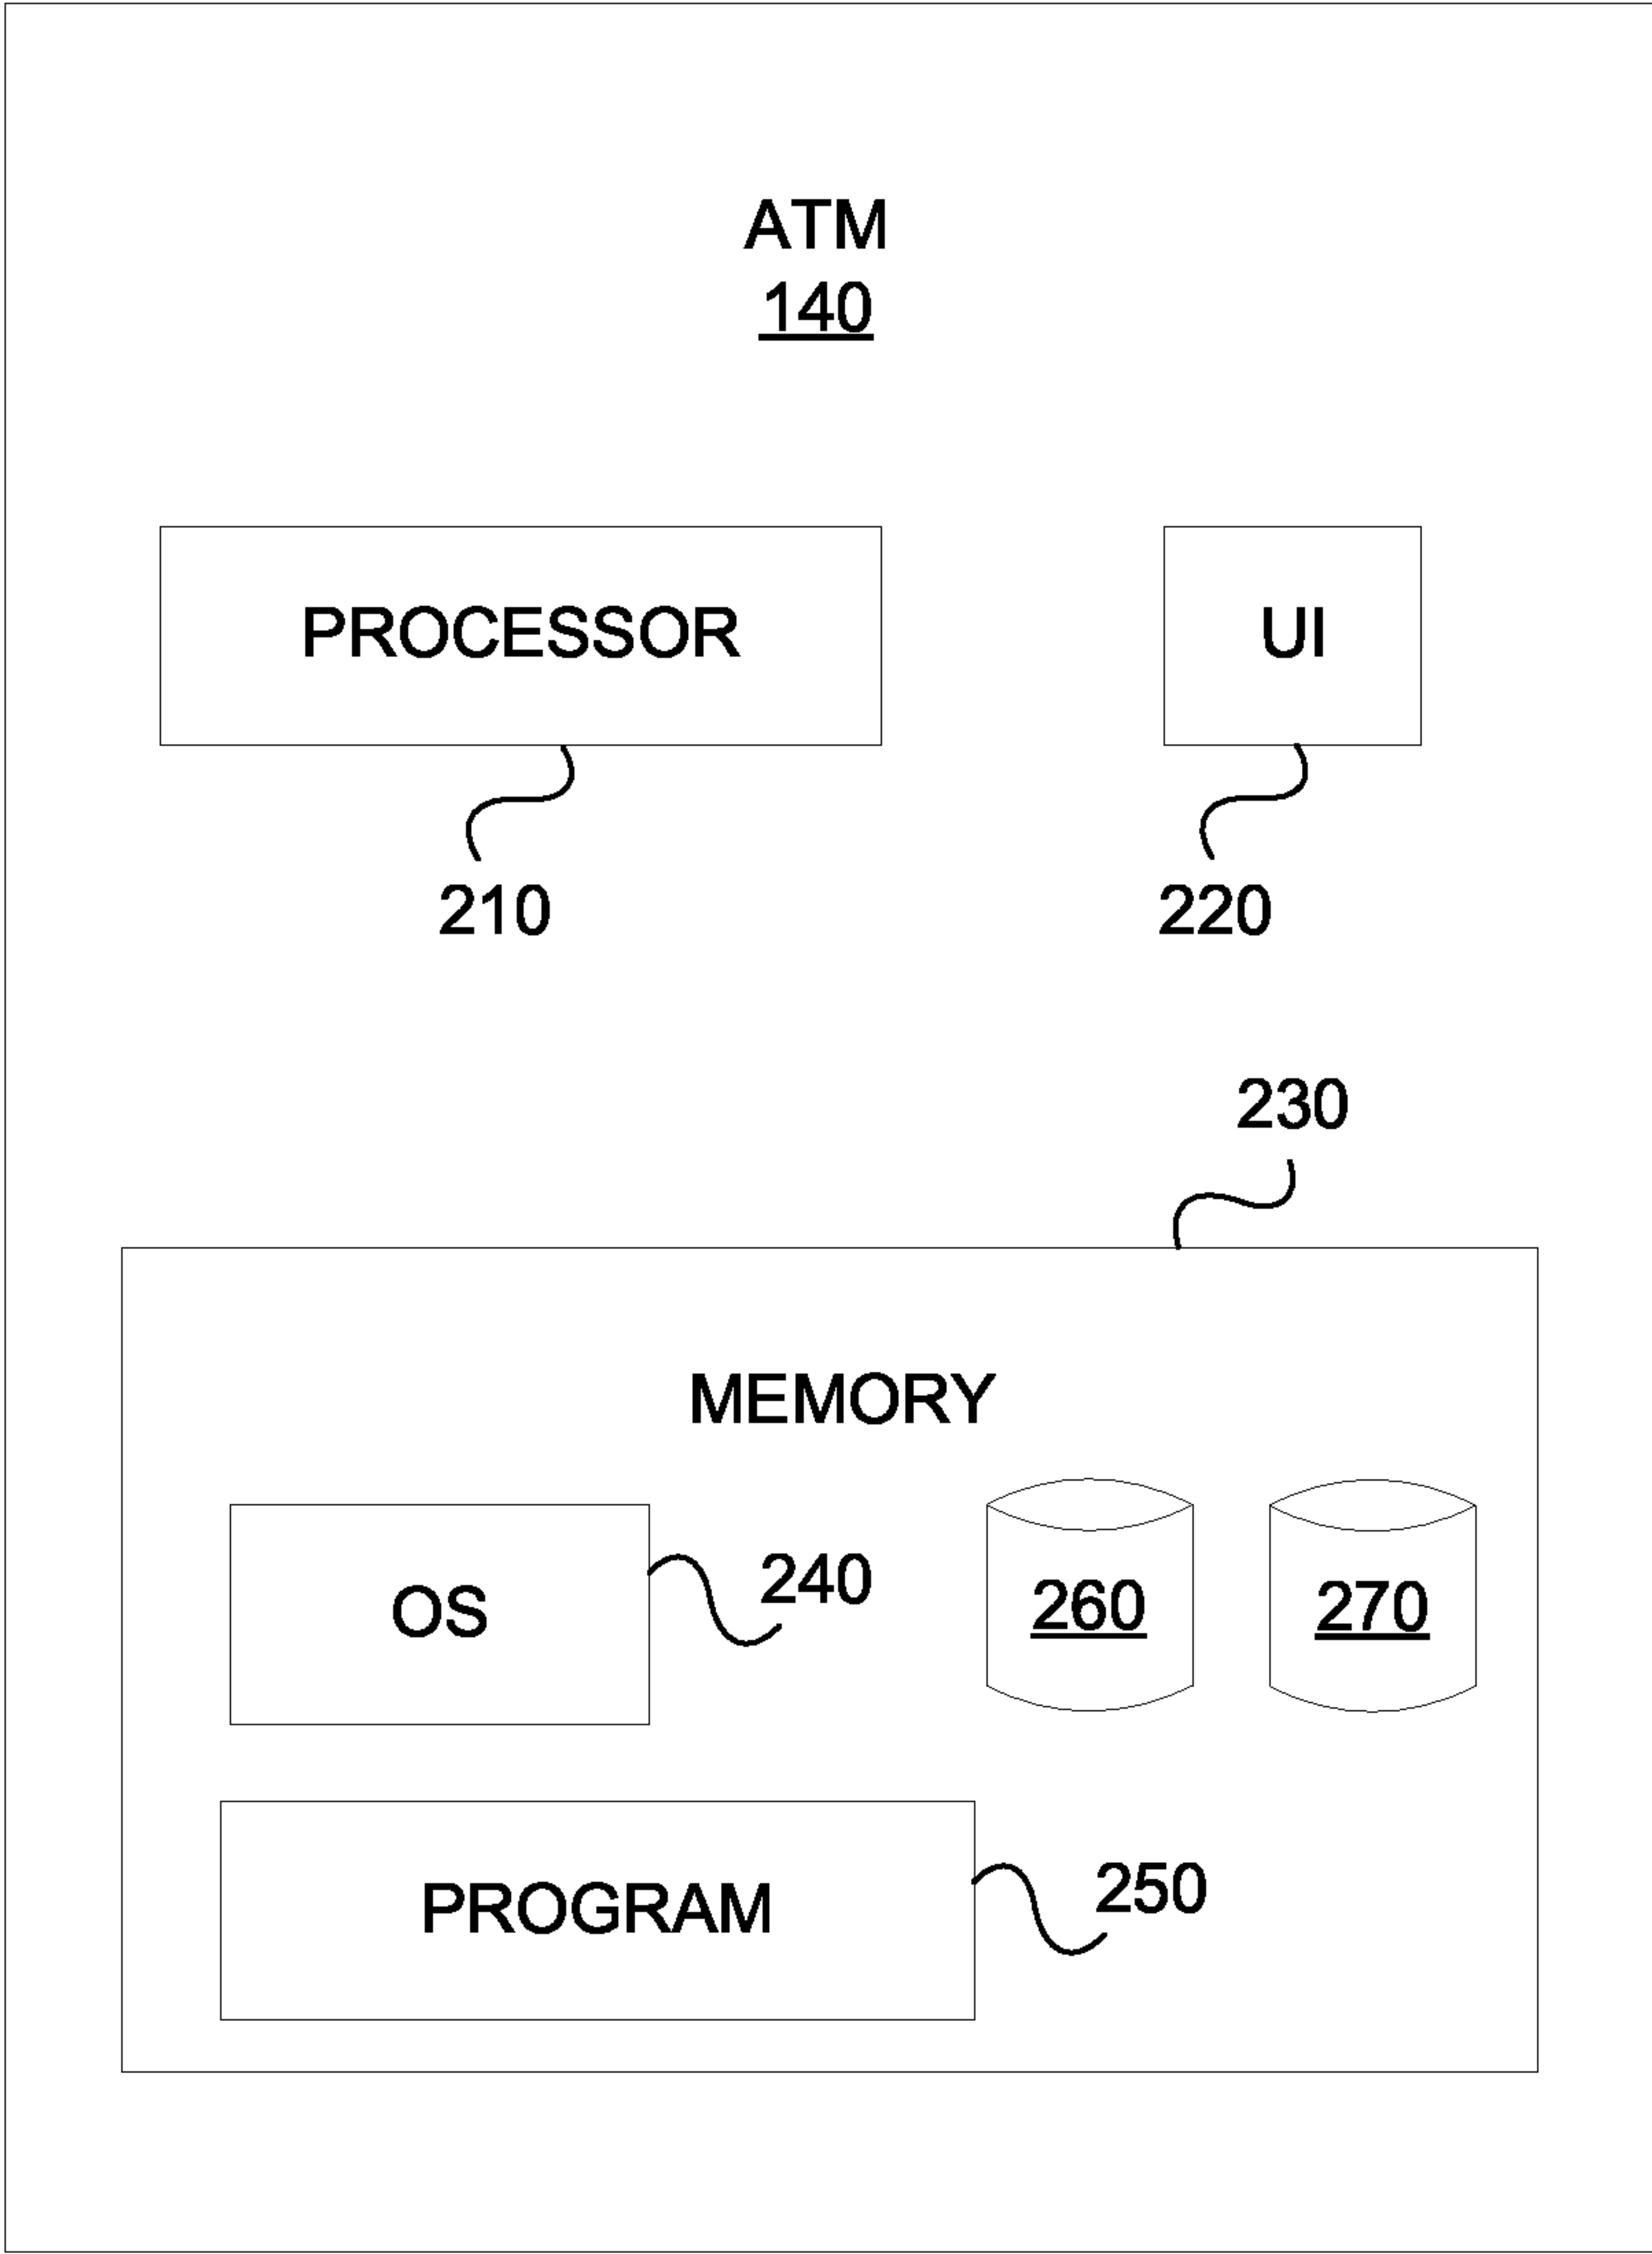 ATM
140
PROCESSOR
UI
210
220
230
MEMORY
OS
240
260
270
PROGRAM
250